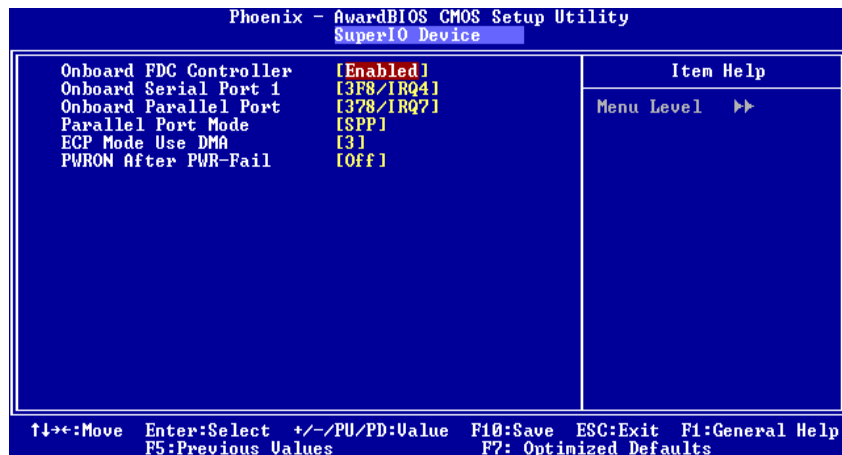 Phoenix - AwardBIOS CMOS Setup Utility
SuperIO Device
Onboard FDC Controller [Enabled]
Onboard Serial Port 1 [3F8/IRQ4]
Onboard Parallel Port [378/IRQ7]
Parallel Port Mode [SPP]
ECP Mode Use DMA [3]
PWRON After PWR-Fail [Off]
Item Help
Menu Level ▶▶
↑↓→←:Move Enter:Select +/-/PU/PD:Value F10:Save ESC:Exit F1:General Help
F5:Previous Values F7: Optimized Defaults